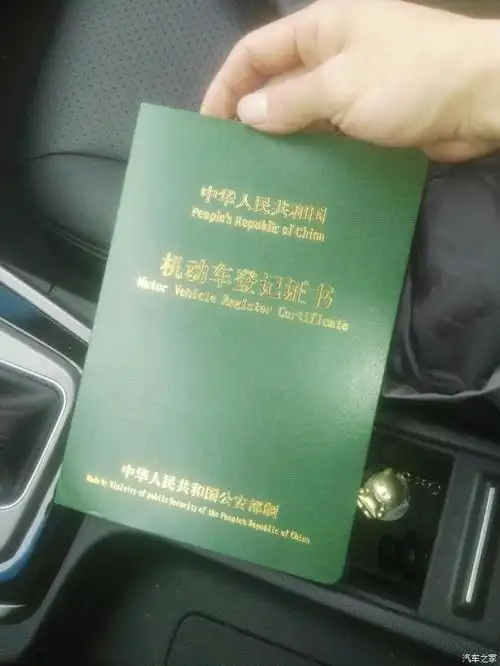 中华人民共和国
People's Republic of China
机动车登记证书
Motor Vehicle Register Certificate
中华人民共和国公安部制
Made by Ministry of public Security of the People's Republic of China
汽车之家